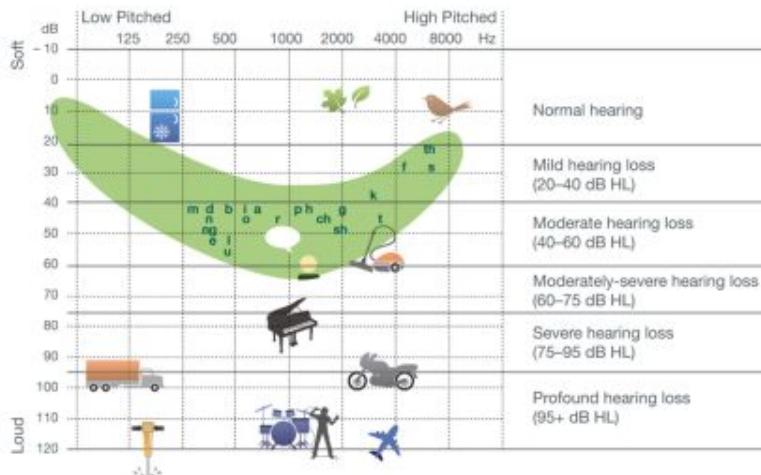 Low Pitched High Pitched
dB 125 250 500 1000 2000 4000 8000 Hz
Soft
-10
0
10
20
30
40
50
60
70
80
90
100
110
120
Loud
th
f s
k
m d b i a p h g
n o r ch t
ng sh
e l
u
Normal hearing
Mild hearing loss
(20–40 dB HL)
Moderate hearing loss
(40–60 dB HL)
Moderately-severe hearing loss
(60–75 dB HL)
Severe hearing loss
(75–95 dB HL)
Profound hearing loss
(95+ dB HL)